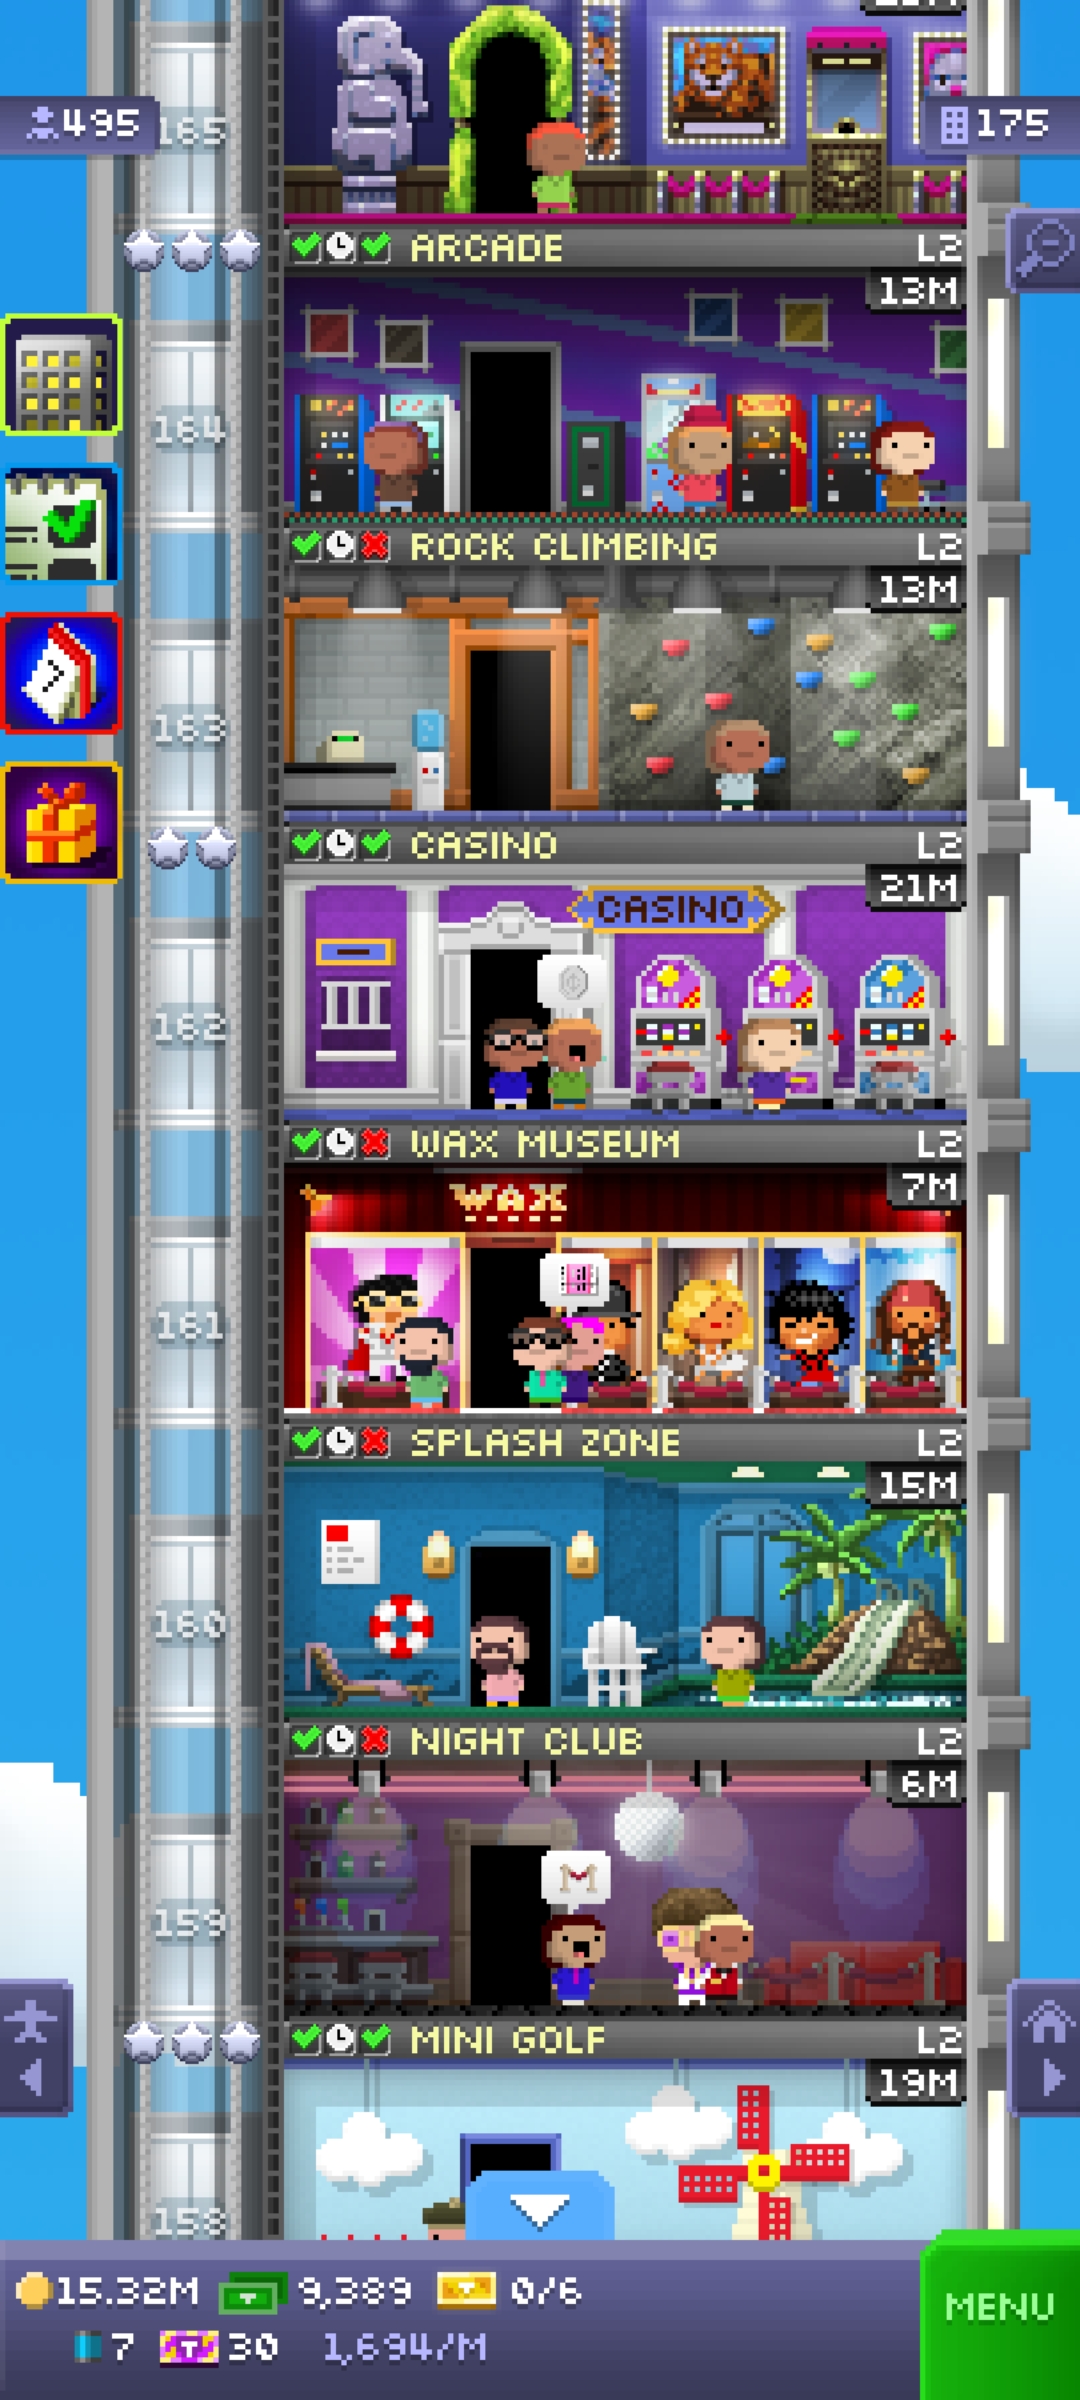 495
165
175
ARCADE L2
13M
164
ROCK CLIMBING L2
13M
7
163
CASINO L2
21M
CASINO
162
WAX MUSEUM L2
7M
WAX
161
SPLASH ZONE L2
15M
160
NIGHT CLUB L2
6M
M
159
MINI GOLF L2
19M
158
15.32M 9,389 0/6
MENU
7 T 30 1,694/M